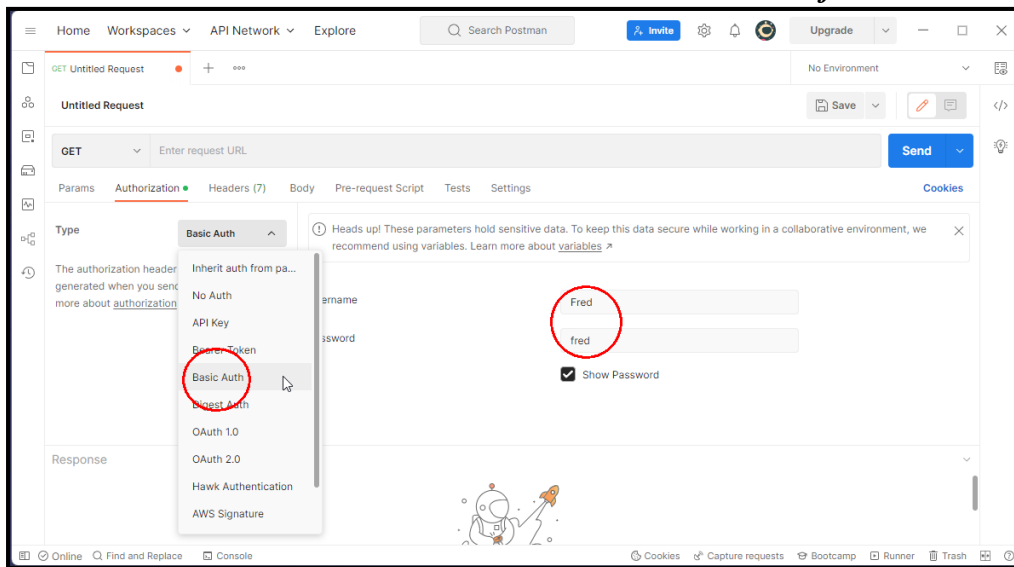 Home Workspaces API Network Explore Search Postman Invite Upgrade
GET Untitled Request No Environment
Untitled Request Save
GET Enter request URL Send
Params Authorization Headers (7) Body Pre-request Script Tests Settings Cookies
Type Basic Auth Heads up! These parameters hold sensitive data. To keep this data secure while working in a collaborative environment, we
recommend using variables. Learn more about variables
The authorization header
generated when you send
more about authorization
Inherit auth from pa...
No Auth
API Key
Bearer Token
Basic Auth
Digest Auth
OAuth 1.0
OAuth 2.0
Hawk Authentication
AWS Signature
ername Fred
ssword fred
Show Password
Response
Online Find and Replace Console Cookies Capture requests Bootcamp Runner Trash